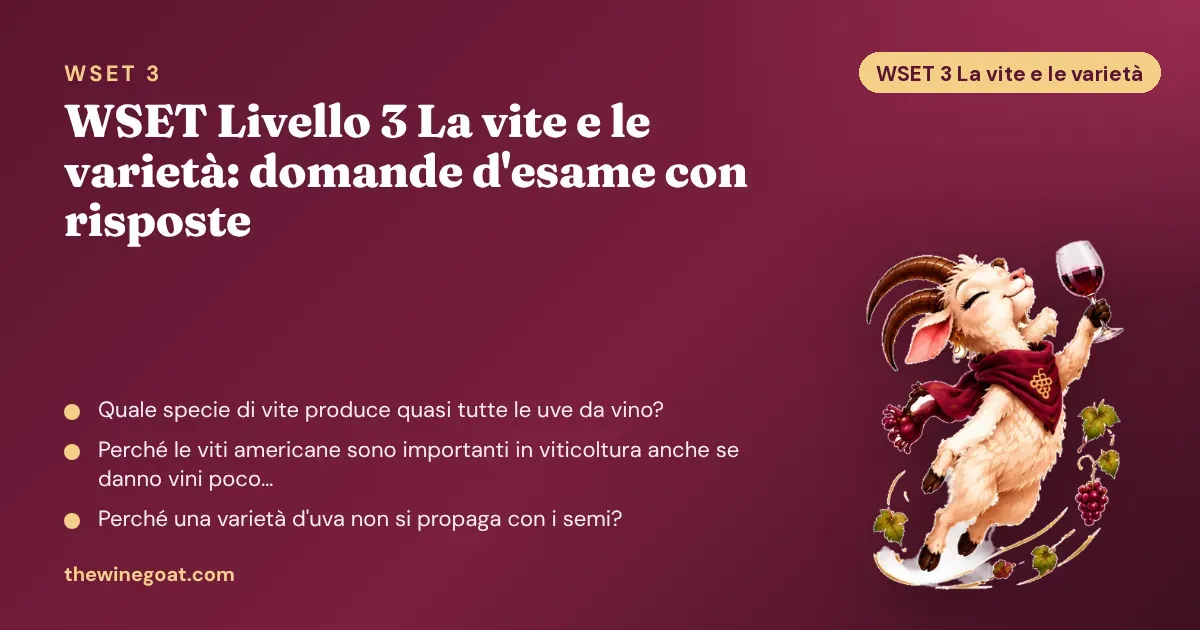 WSET 3
WSET 3 La vite e le varietà
WSET Livello 3 La vite e le
varietà: domande d'esame con
risposte
Quale specie di vite produce quasi tutte le uve da vino?
Perché le viti americane sono importanti in viticoltura anche se
danno vini poco…
Perché una varietà d'uva non si propaga con i semi?
thewinegoat.com